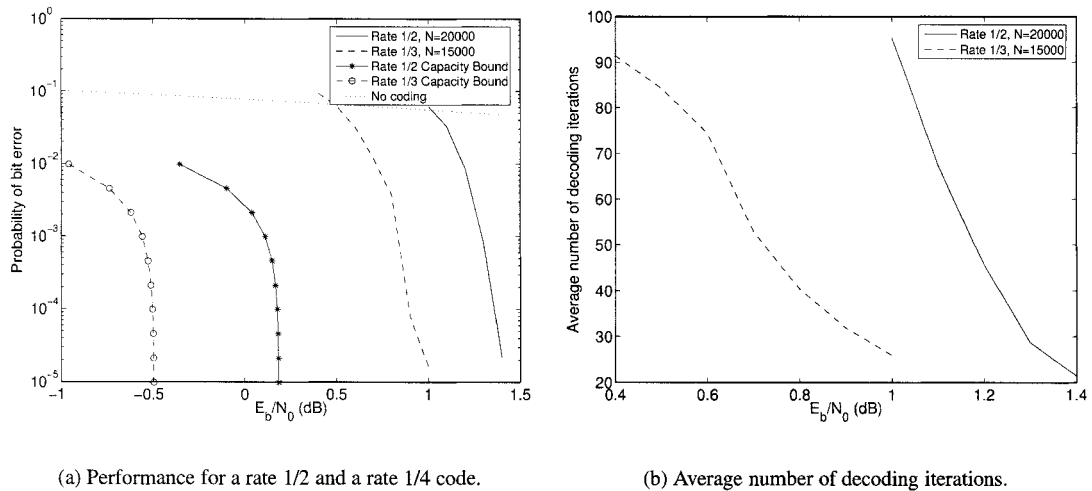 10^0
10^-1
10^-2
10^-3
10^-4
10^-5
Probability of bit error
-1
-0.5
0
0.5
1
1.5
E_b/N_0 (dB)
Rate 1/2, N=20000
Rate 1/3, N=15000
Rate 1/2 Capacity Bound
Rate 1/3 Capacity Bound
No coding
(a) Performance for a rate 1/2 and a rate 1/4 code.
100
90
80
70
60
50
40
30
20
Average number of decoding iterations
0.4
0.6
0.8
1
1.2
1.4
E_b/N_0 (dB)
Rate 1/2, N=20000
Rate 1/3, N=15000
(b) Average number of decoding iterations.